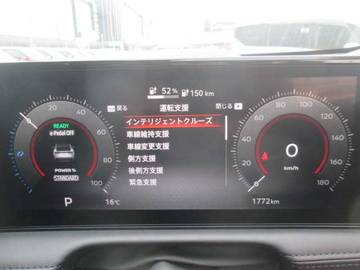 52 % 150 km
戻る 運転支援 閉じる
READY
e-Pedal OFF
インテリジェントクルーズ
車線維持支援
車線変更支援
側方支援
後側方支援
緊急支援
0 20 40 60 80 100
POWER %
STANDARD
0 20 40 60 80 100 120 140 160 180
0
km/h
P 16℃ 1772km